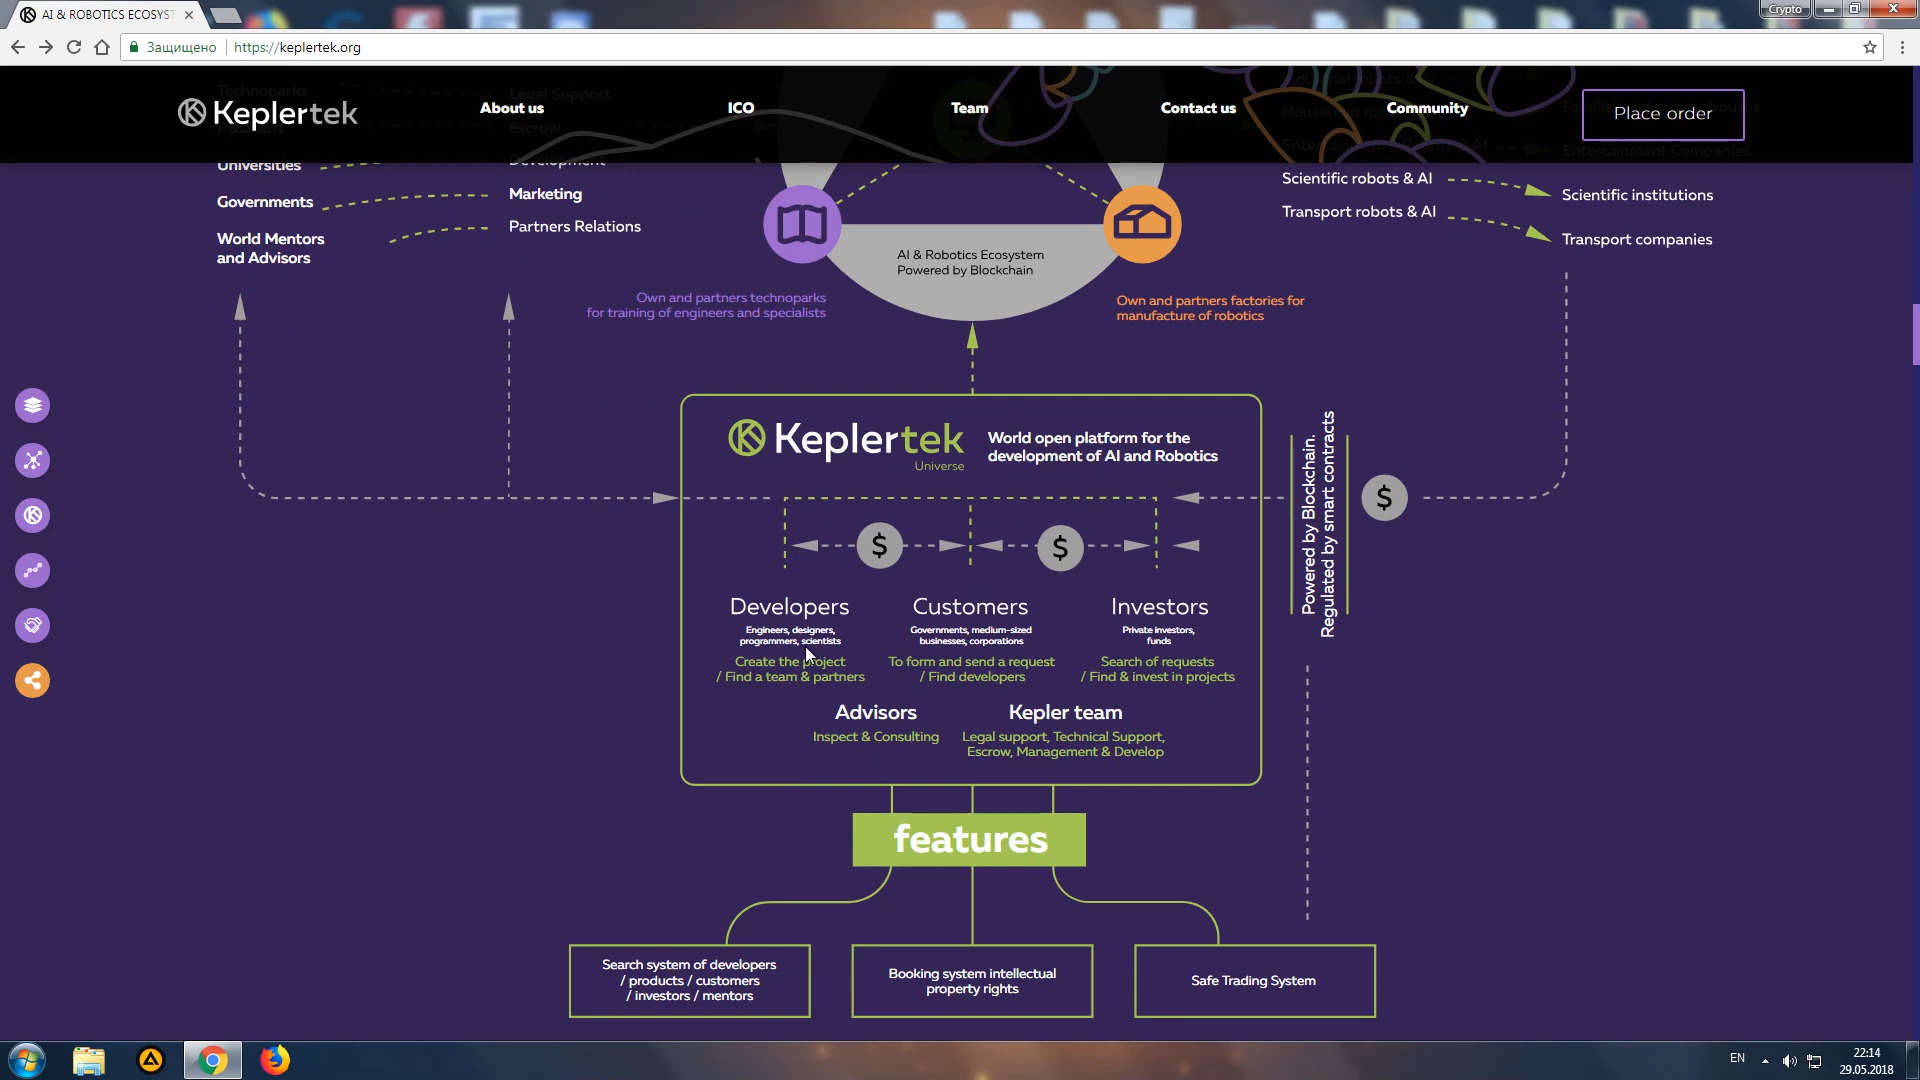 AI & ROBOTICS ECOSYST
Crypto
Защищено
https://keplertek.org
Technoparks
Legal Support
Escrow
Keplertek
About us
ICO
Team
Contact us
Community
Place order
Universities
Development
Governments
Marketing
World Mentors
and Advisors
Partners Relations
AI & Robotics Ecosystem
Powered by Blockchain
Own and partners technoparks
for training of engineers and specialists
Own and partners factories for
manufacture of robotics
Scientific robots & AI
Scientific institutions
Transport robots & AI
Transport companies
Keplertek
Universe
World open platform for the
development of AI and Robotics
$
$
$
Powered by Blockchain.
Regulated by smart contracts
Developers
Engineers, designers,
programmers, scientists
Create the project
/ Find a team & partners
Customers
Governments, medium-sized
businesses, corporations
To form and send a request
/ Find developers
Investors
Private investors,
funds
Search of requests
/ Find & invest in projects
Advisors
Inspect & Consulting
Kepler team
Legal support, Technical Support,
Escrow, Management & Develop
features
Search system of developers
/ products / customers
/ investors / mentors
Booking system intellectual
property rights
Safe Trading System
EN
22:14
29.05.2018